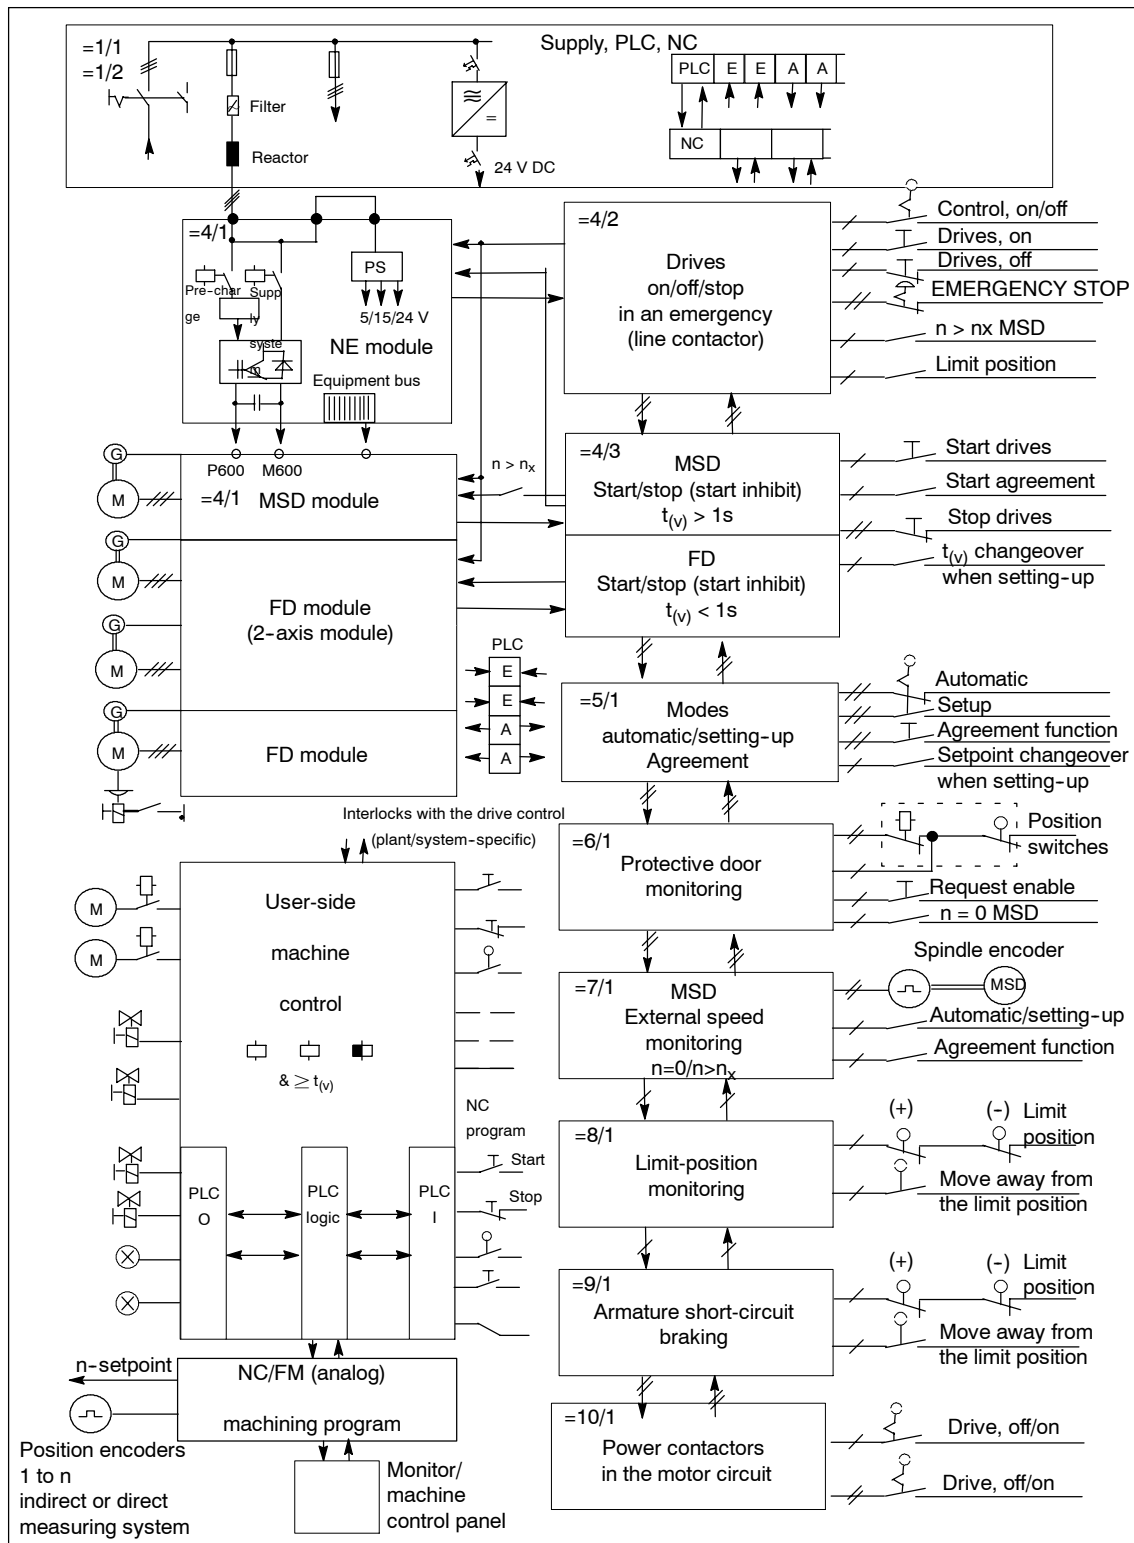 =1/1
=1/2
Supply, PLC, NC
PLC E E A A
NC
Filter
Reactor
=
24 V DC
=4/1
PS
5/15/24 V
Pre-char
ge
Supp
ly
syste
m
NE module
Equipment bus
=4/2
Drives
on/off/stop
in an emergency
(line contactor)
Control, on/off
Drives, on
Drives, off
EMERGENCY STOP
n > nx MSD
Limit position
G
M
P600
M600
=4/1
MSD module
n > nx
=4/3
MSD
Start/stop (start inhibit)
t(v) > 1s
Start drives
Start agreement
Stop drives
t(v) changeover
when setting-up
G
M
FD module
(2-axis module)
FD
Start/stop (start inhibit)
t(v) < 1s
G
M
PLC
E
E
A
A
G
M
FD module
=5/1
Modes
automatic/setting-up
Agreement
Automatic
Setup
Agreement function
Setpoint changeover
when setting-up
Interlocks with the drive control
(plant/system-specific)
=6/1
Protective door
monitoring
Position
switches
Request enable
n = 0 MSD
M
M
User-side
machine
control
& ≥ t(v)
=7/1
MSD
External speed
monitoring
n=0/n>nx
Spindle encoder
MSD
Automatic/setting-up
Agreement function
NC
program
Start
Stop
PLC
O
PLC
logic
PLC
I
=8/1
Limit-position
monitoring
(+)
(-)
Limit
position
Move away from
the limit position
=9/1
Armature short-circuit
braking
(+)
(-)
Limit
position
Move away from
the limit position
n-setpoint
NC/FM (analog)
machining program
Position encoders
1 to n
indirect or direct
measuring system
Monitor/
machine
control panel
=10/1
Power contactors
in the motor circuit
Drive, off/on
Drive, off/on